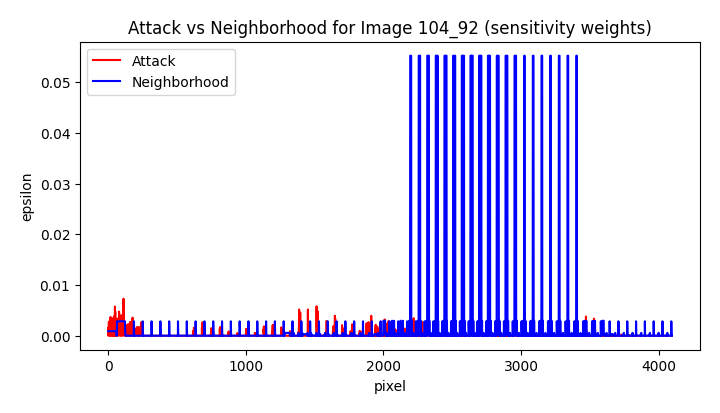 Attack vs Neighborhood for Image 104_92 (sensitivity weights)
Attack
Neighborhood
epsilon
0.05
0.04
0.03
0.02
0.01
0.00
0
1000
2000
3000
4000
pixel